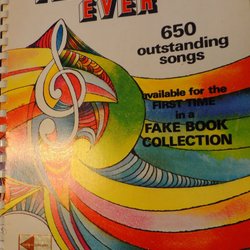 EVER
650
outstanding
songs
available for the
FIRST TIME
in a
FAKE BOOK
COLLECTION